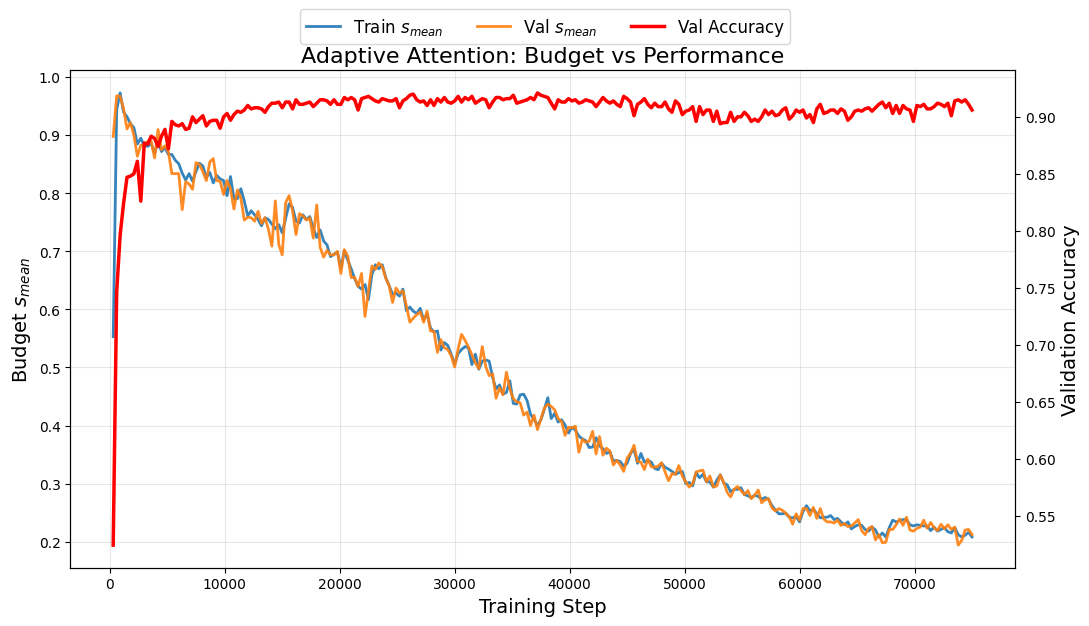 Train s_mean Val s_mean Val Accuracy
Adaptive Attention: Budget vs Performance
1.0
0.9
0.8
0.7
0.6
0.5
0.4
0.3
0.2
Budget s_mean
0.90
0.85
0.80
0.75
0.70
0.65
0.60
0.55
Validation Accuracy
0 10000 20000 30000 40000 50000 60000 70000
Training Step